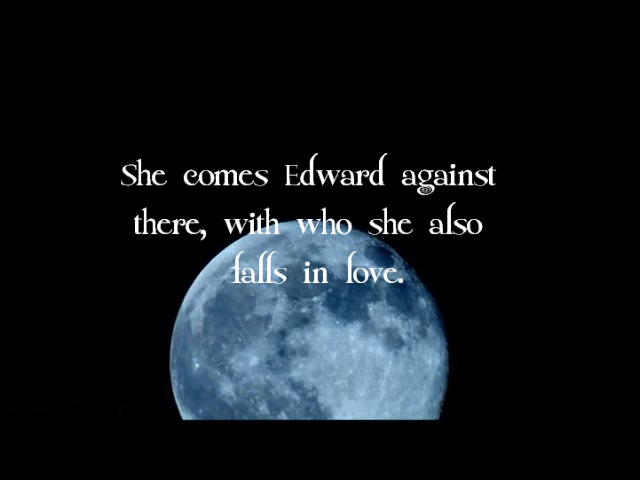 She comes Edward against
there, with who she also
falls in love.